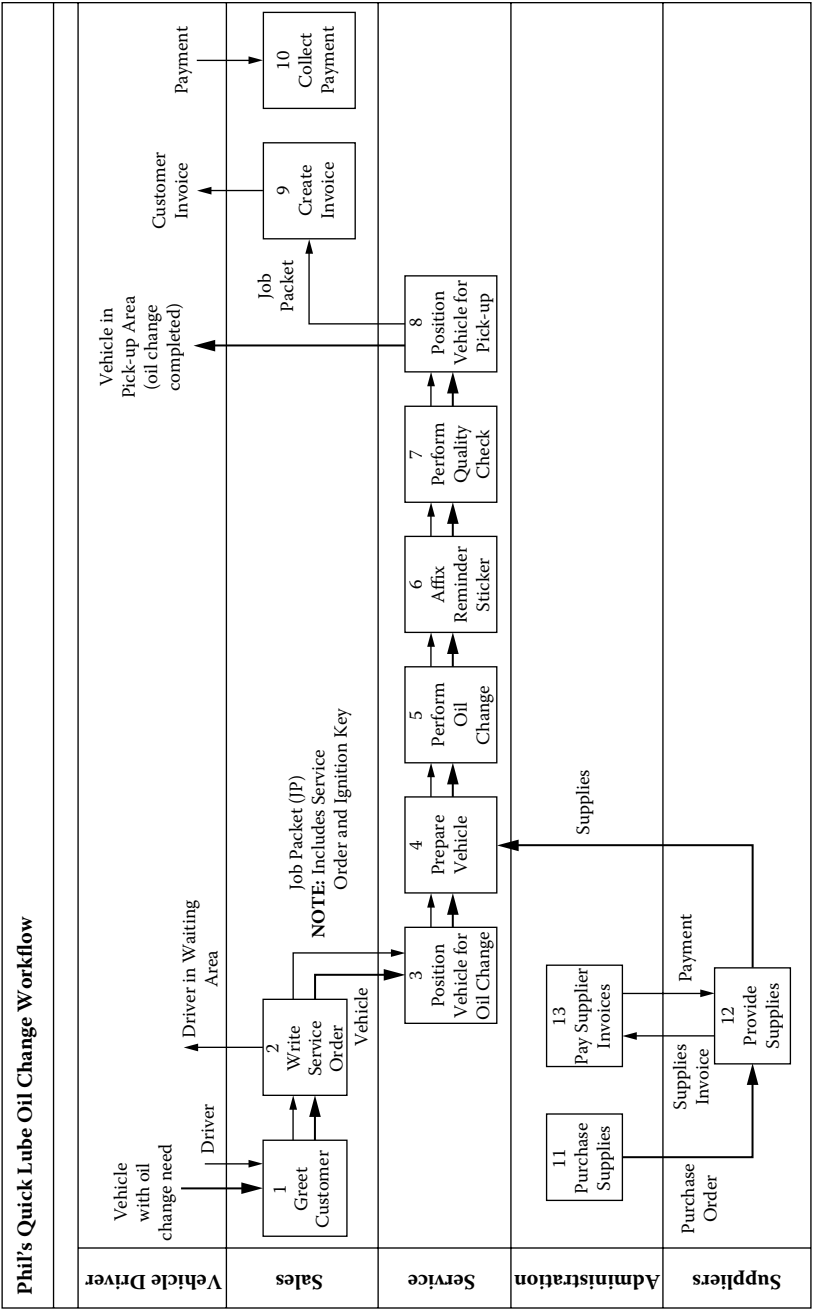 Phil's Quick Lube Oil Change Workflow
Vehicle Driver
Vehicle
with oil
change need
Driver
Driver in Waiting
Area
Vehicle in
Pick-up Area
(oil change
completed)
Customer
Invoice
Payment
Sales
1
Greet
Customer
2
Write
Service
Order
Vehicle
Job Packet (JP)
NOTE: Includes Service
Order and Ignition Key
Job
Packet
9
Create
Invoice
10
Collect
Payment
Service
3
Position
Vehicle for
Oil Change
4
Prepare
Vehicle
5
Perform
Oil
Change
6
Affix
Reminder
Sticker
7
Perform
Quality
Check
8
Position
Vehicle for
Pick-up
Administration
11
Purchase
Supplies
13
Pay Supplier
Invoices
Supplies
Suppliers
Purchase
Order
Supplies
Invoice
Payment
12
Provide
Supplies